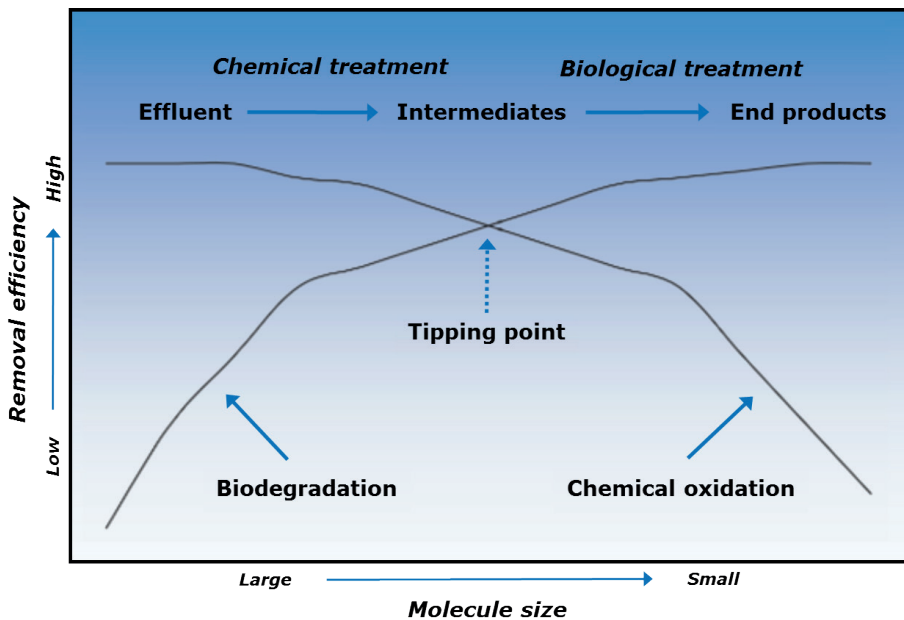 Chemical treatment
Biological treatment
Effluent
Intermediates
End products
High
Removal efficiency
Low
Tipping point
Biodegradation
Chemical oxidation
Large
Small
Molecule size